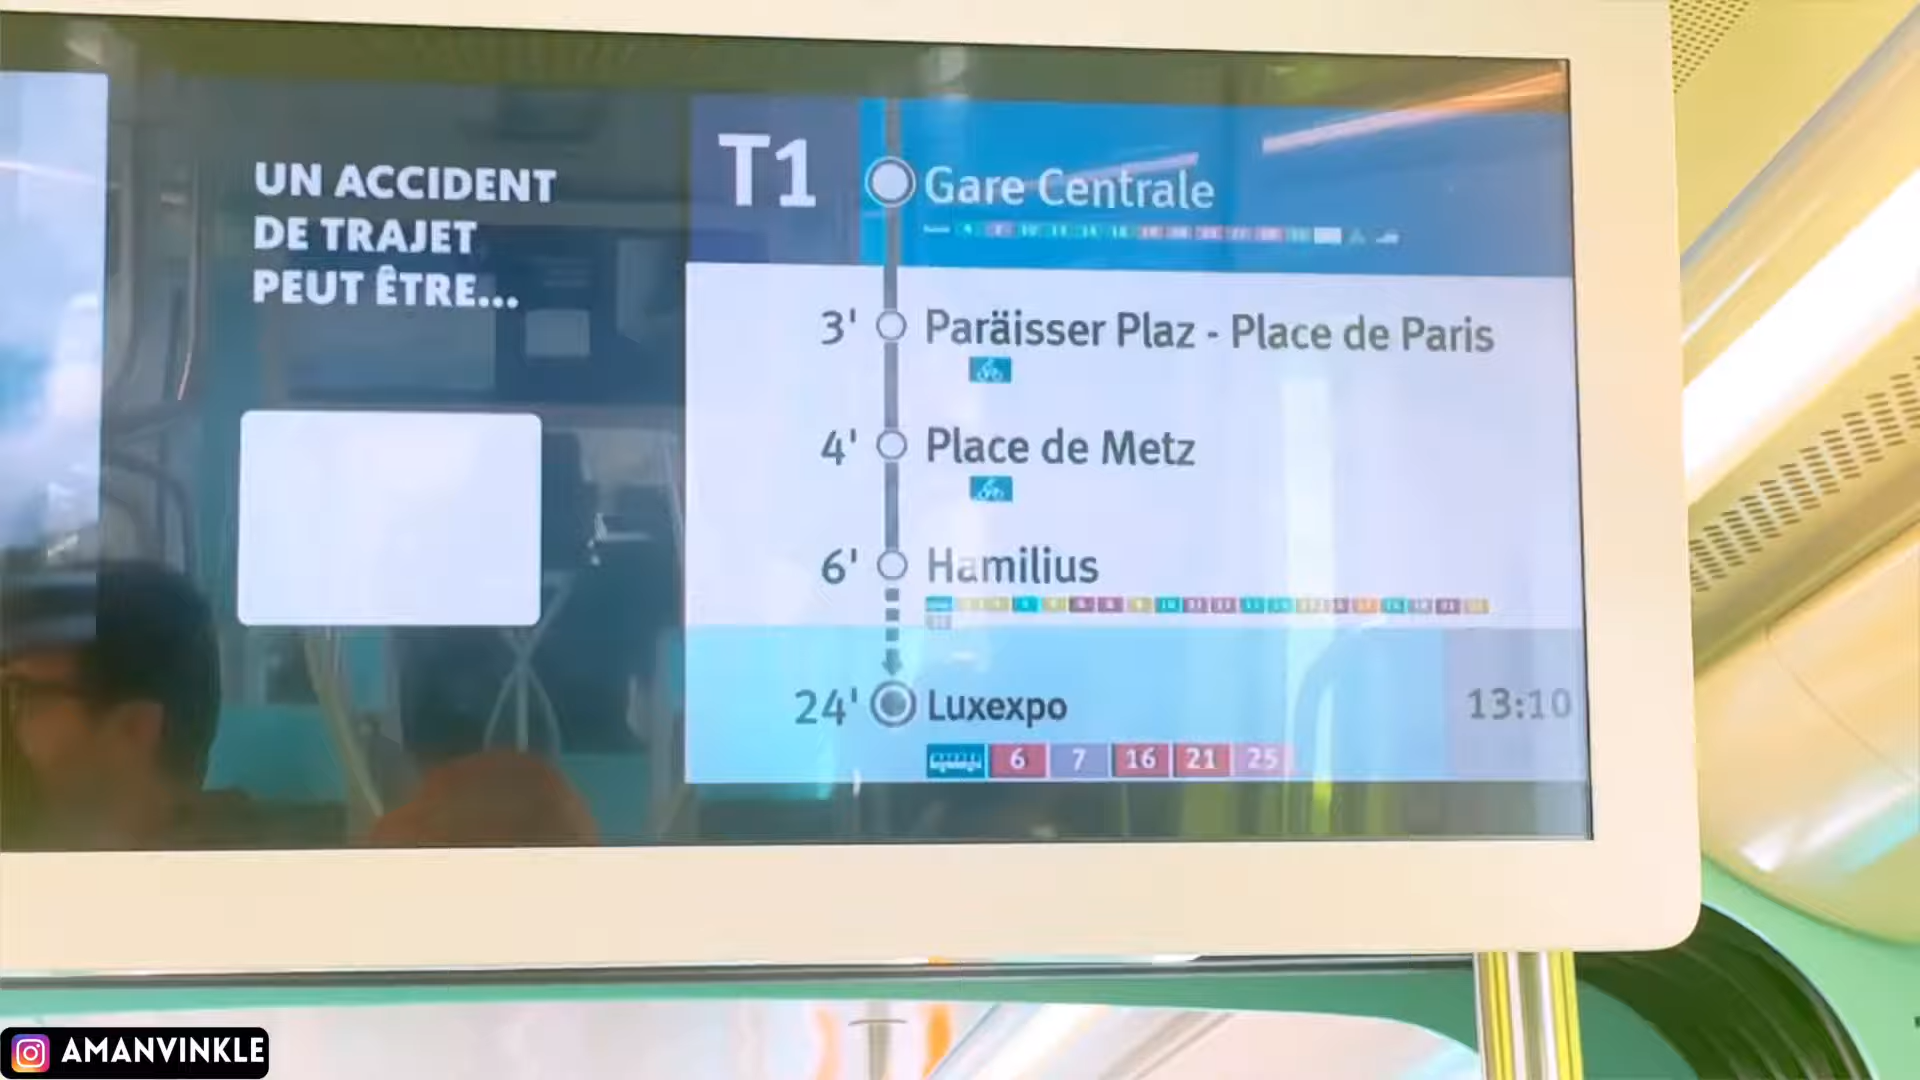 UN ACCIDENT
DE TRAJET
PEUT ÊTRE...
T1
Gare Centrale
3' Paräisser Plaz - Place de Paris
4' Place de Metz
6' Hamilius
24' Luxexpo 13:10
6 7 16 21 25
AMANVINKLE